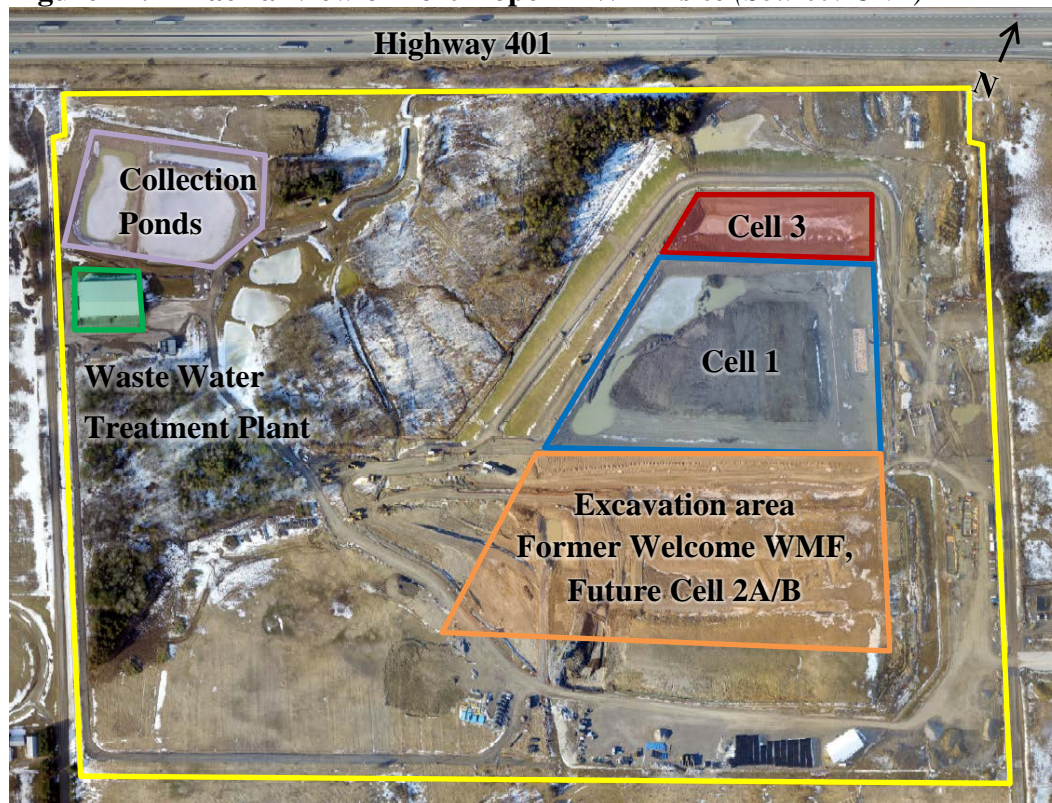 Highway 401
N
Collection
Ponds
Cell 3
Cell 1
Waste Water
Treatment Plant
Excavation area
Former Welcome WMF,
Future Cell 2A/B